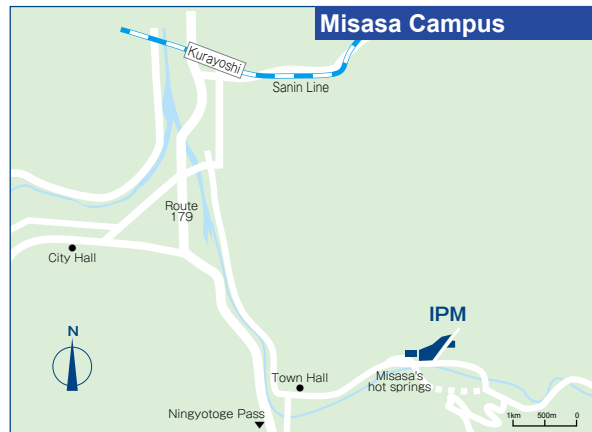 Misasa Campus
Kurayoshi
Sanin Line
Route
179
City Hall
N
IPM
Town Hall
Misasa's
hot springs
Ningyotoge Pass
1km 500m 0